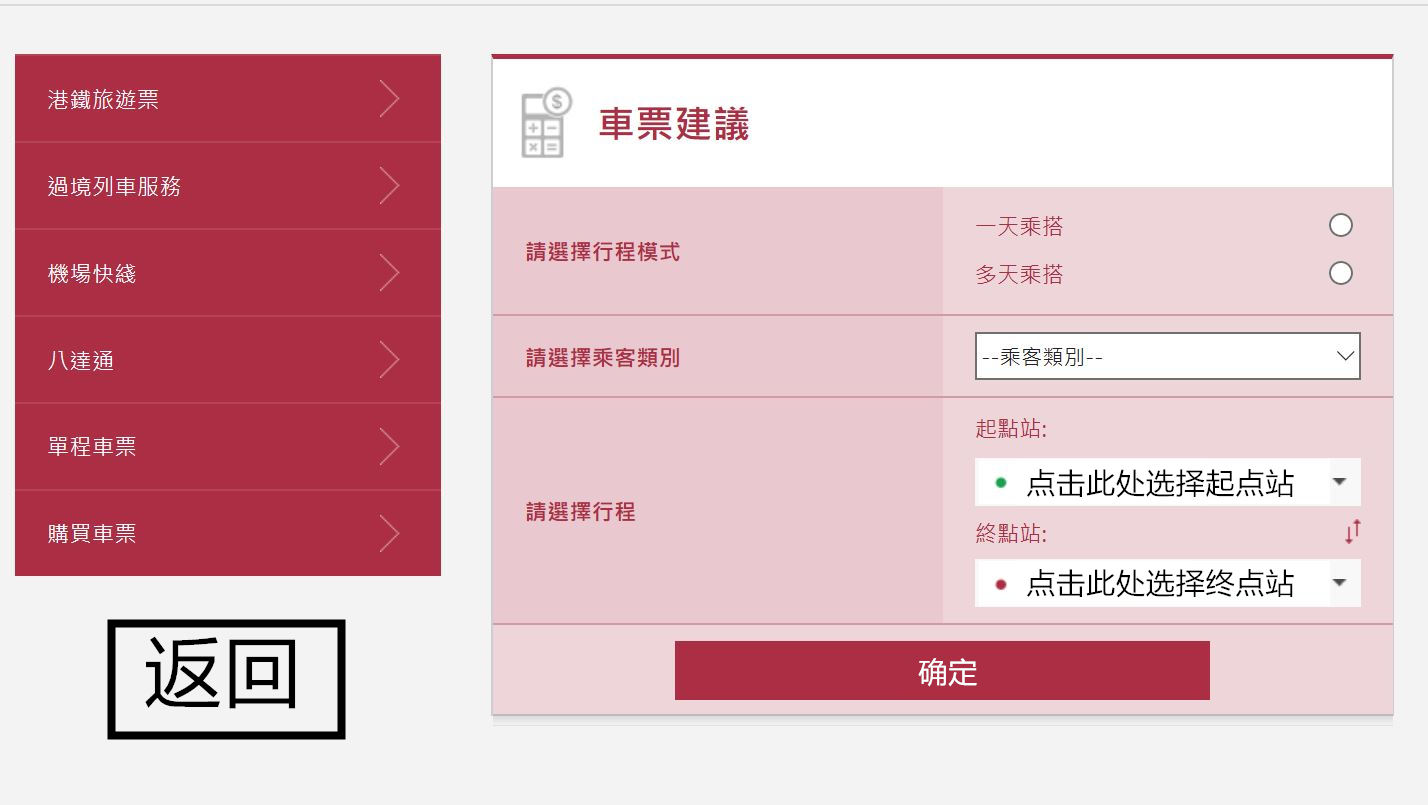 港鐵旅遊票
過境列車服務
機場快綫
八達通
單程車票
購買車票
返回
車票建議
請選擇行程模式
一天乘搭
多天乘搭
請選擇乘客類別
--乘客類別--
請選擇行程
起點站:
点击此处选择起点站
終點站:
点击此处选择终点站
确定